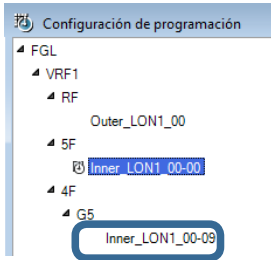 Configuración de programación
FGL
VRF1
RF
Outer_LON1_00
5F
Inner_LON1_00-00
4F
G5
Inner_LON1_00-09